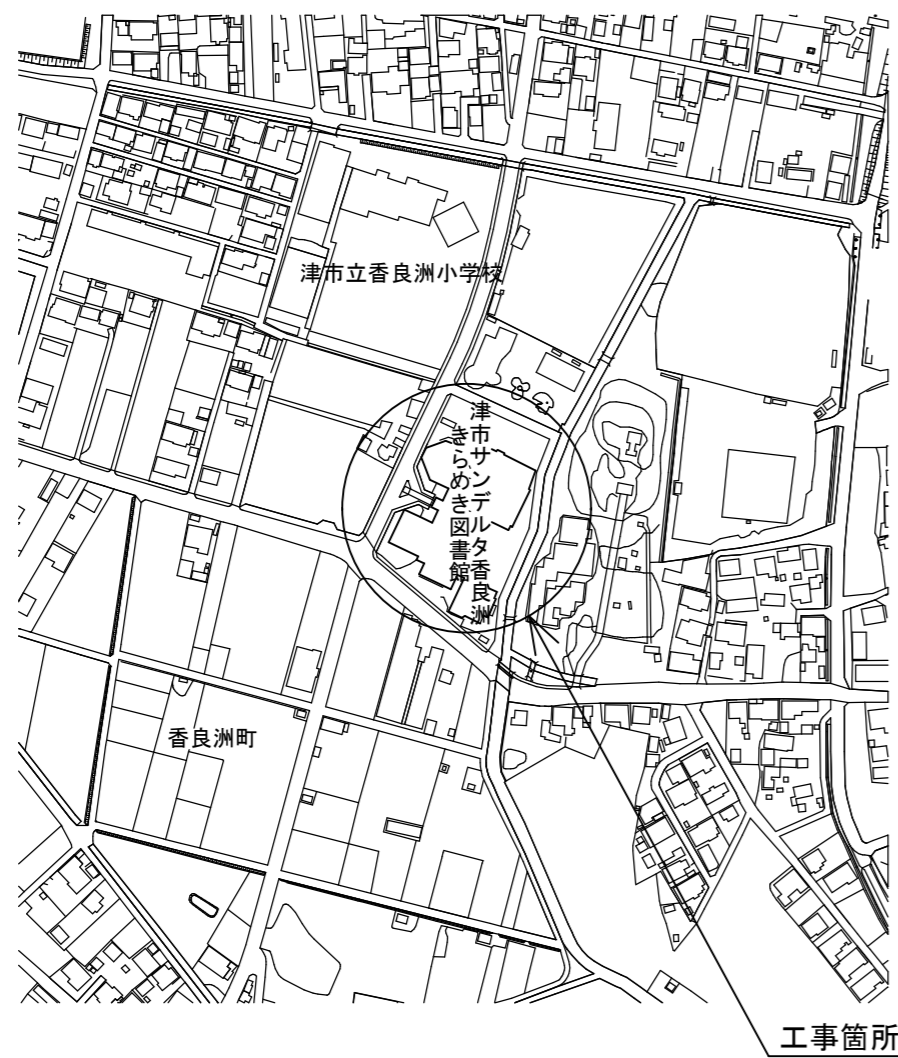 津市立香良洲小学校
津市サンデルタ香良洲
きらめき図書館
香良洲町
工事箇所